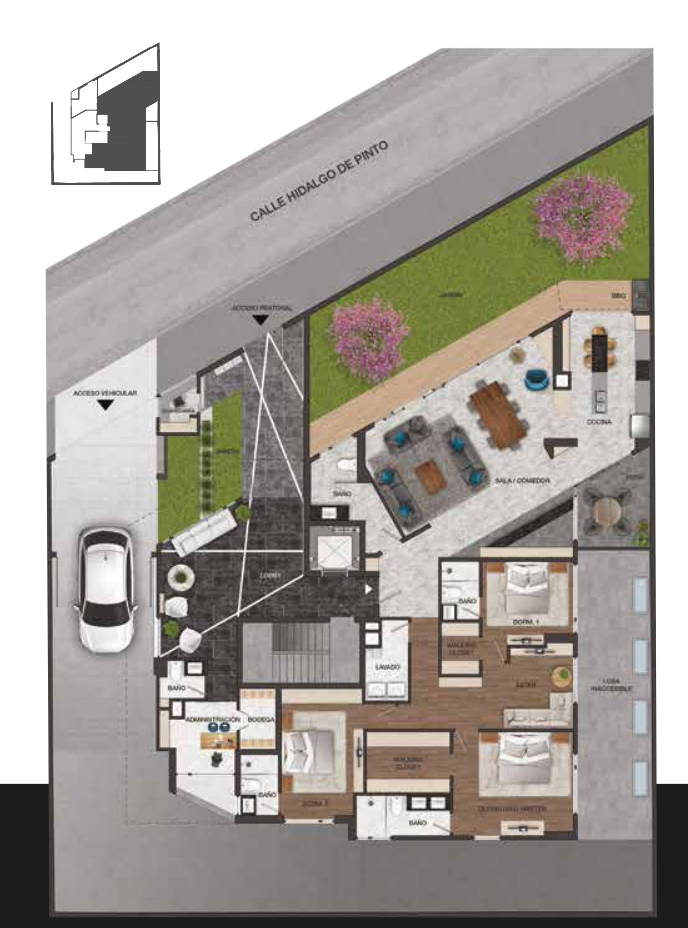 CALLE HIDALGO DE PINTO
JARDÍN
BBQ
ACCESO PEATONAL
ACCESO VEHICULAR
COCINA
JARDÍN
SALA / COMEDOR
BAÑO
LOBBY
BAÑO
DORM. 1
WALKING
CLOSET
LAVADO
ESTAR
LOSA
INACCESIBLE
BAÑO
ADMINISTRACIÓN
BODEGA
WALKING
CLOSET
BAÑO
DORM. 2
DORMITORIO MASTER
BAÑO